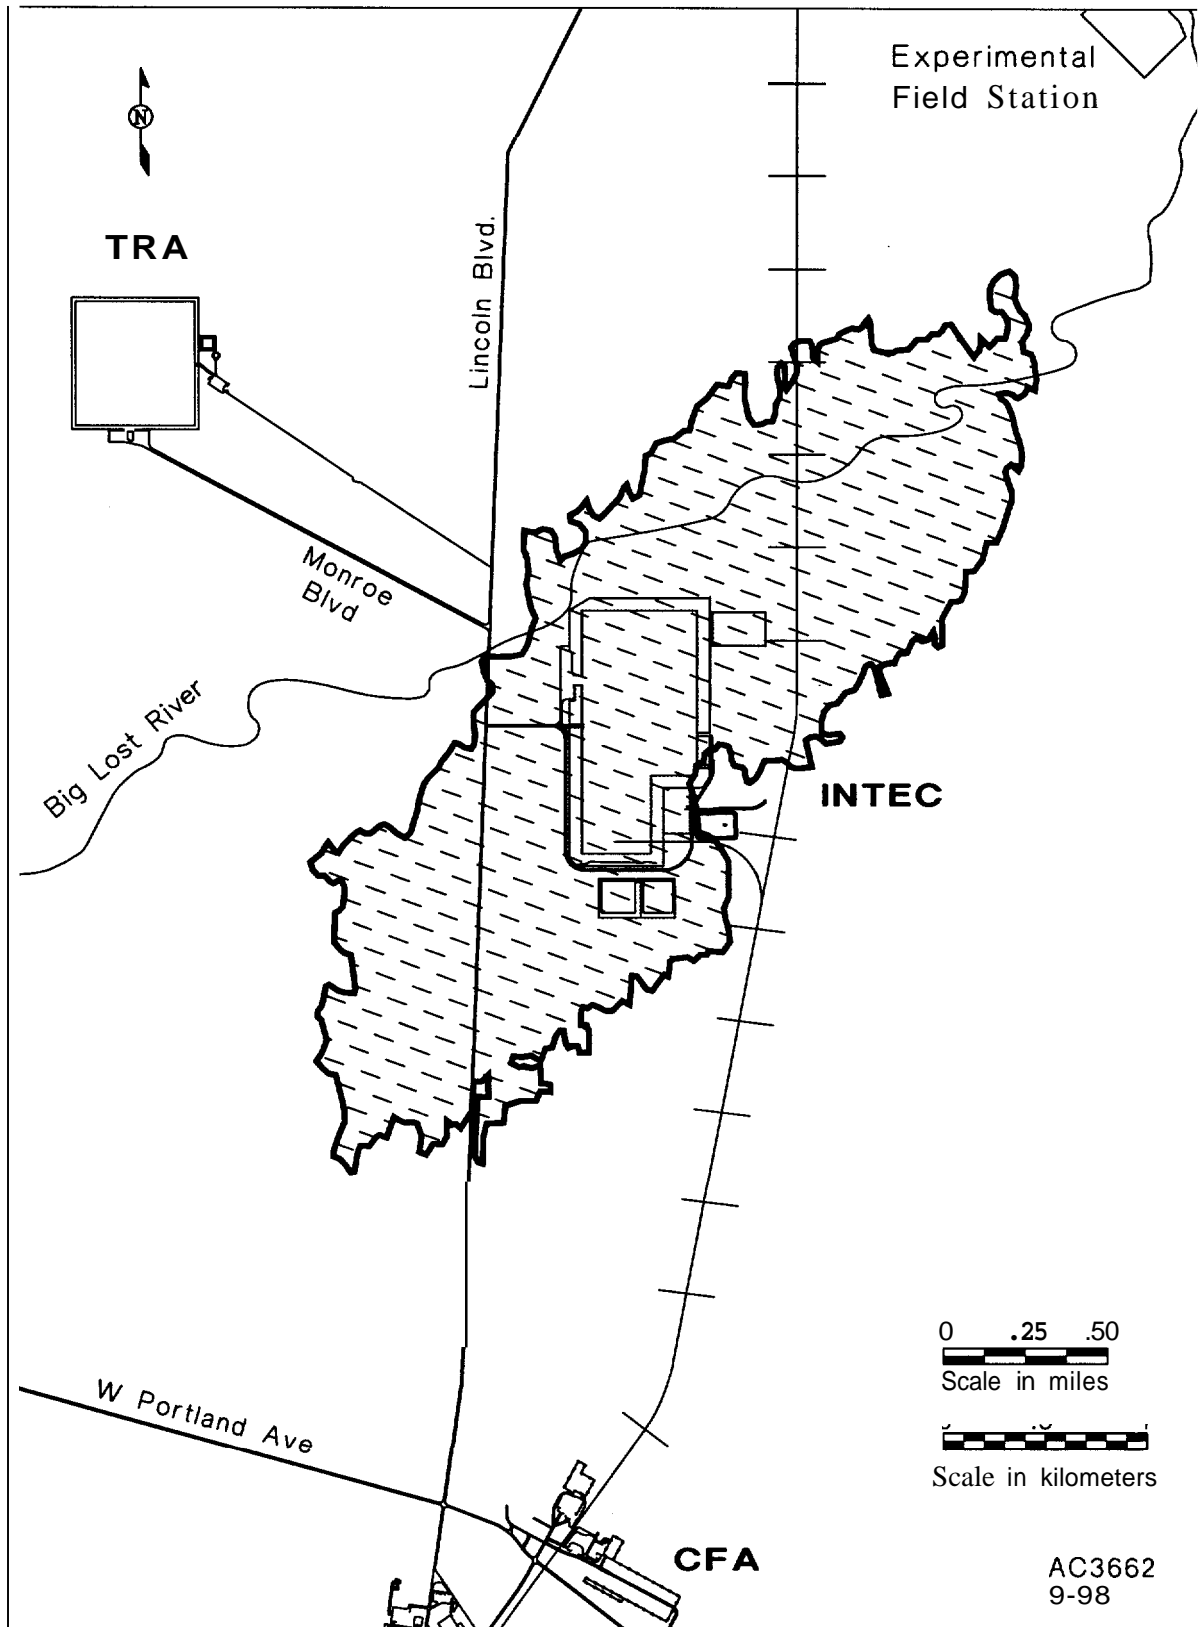 Experimental
Field Station
N
TRA
Lincoln Blvd.
Monroe
Blvd
Big Lost River
INTEC
0 .25 .50
Scale in miles
Scale in kilometers
W Portland Ave
CFA
AC3662
9-98